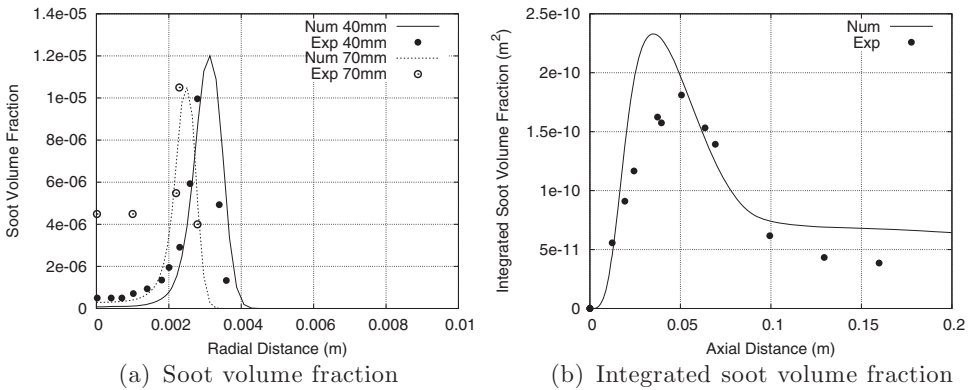 1.4e-05
1.2e-05
1e-05
8e-06
6e-06
4e-06
2e-06
0
Soot Volume Fraction
Num 40mm
Exp 40mm
Num 70mm
Exp 70mm
0 0.002 0.004 0.006 0.008 0.01
Radial Distance (m)
(a) Soot volume fraction
2.5e-10
2e-10
1.5e-10
1e-10
5e-11
0
Integrated Soot Volume Fraction (m²)
Num
Exp
0 0.05 0.1 0.15 0.2
Axial Distance (m)
(b) Integrated soot volume fraction